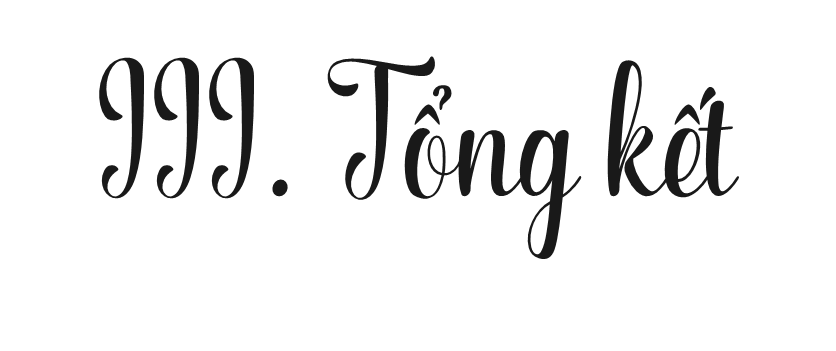 III. Tổng kết